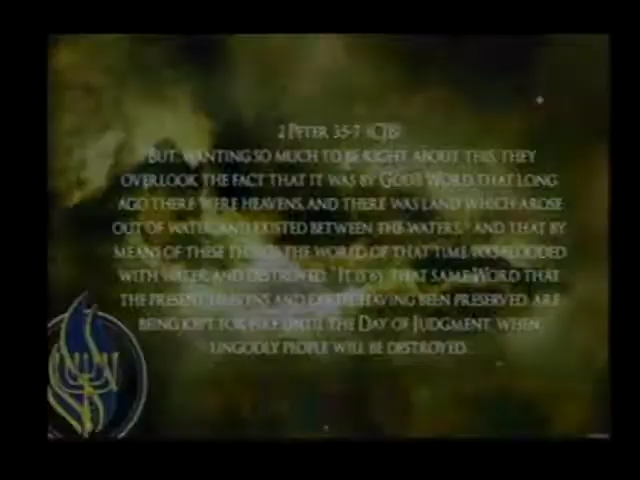 2 PETER 3:5-7 (CJB)
BUT, WANTING SO MUCH TO BE RIGHT ABOUT THIS, THEY
OVERLOOK THE FACT THAT IT WAS BY GOD'S WORD THAT LONG
AGO THERE WERE HEAVENS, AND THERE WAS LAND WHICH AROSE
OUT OF WATER AND EXISTED BETWEEN THE WATERS, 6 AND THAT BY
MEANS OF THESE THINGS THE WORLD OF THAT TIME WAS FLOODED
WITH WATER AND DESTROYED. 7 IT IS BY THAT SAME WORD THAT
THE PRESENT HEAVENS AND EARTH, HAVING BEEN PRESERVED, ARE
BEING KEPT FOR FIRE UNTIL THE DAY OF JUDGMENT, WHEN
UNGODLY PEOPLE WILL BE DESTROYED.